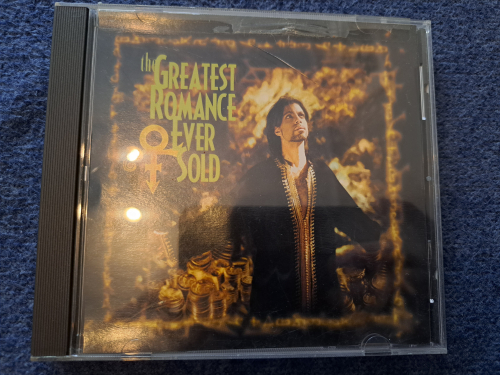 the GREATEST
ROMANCE
EVER
SOLD